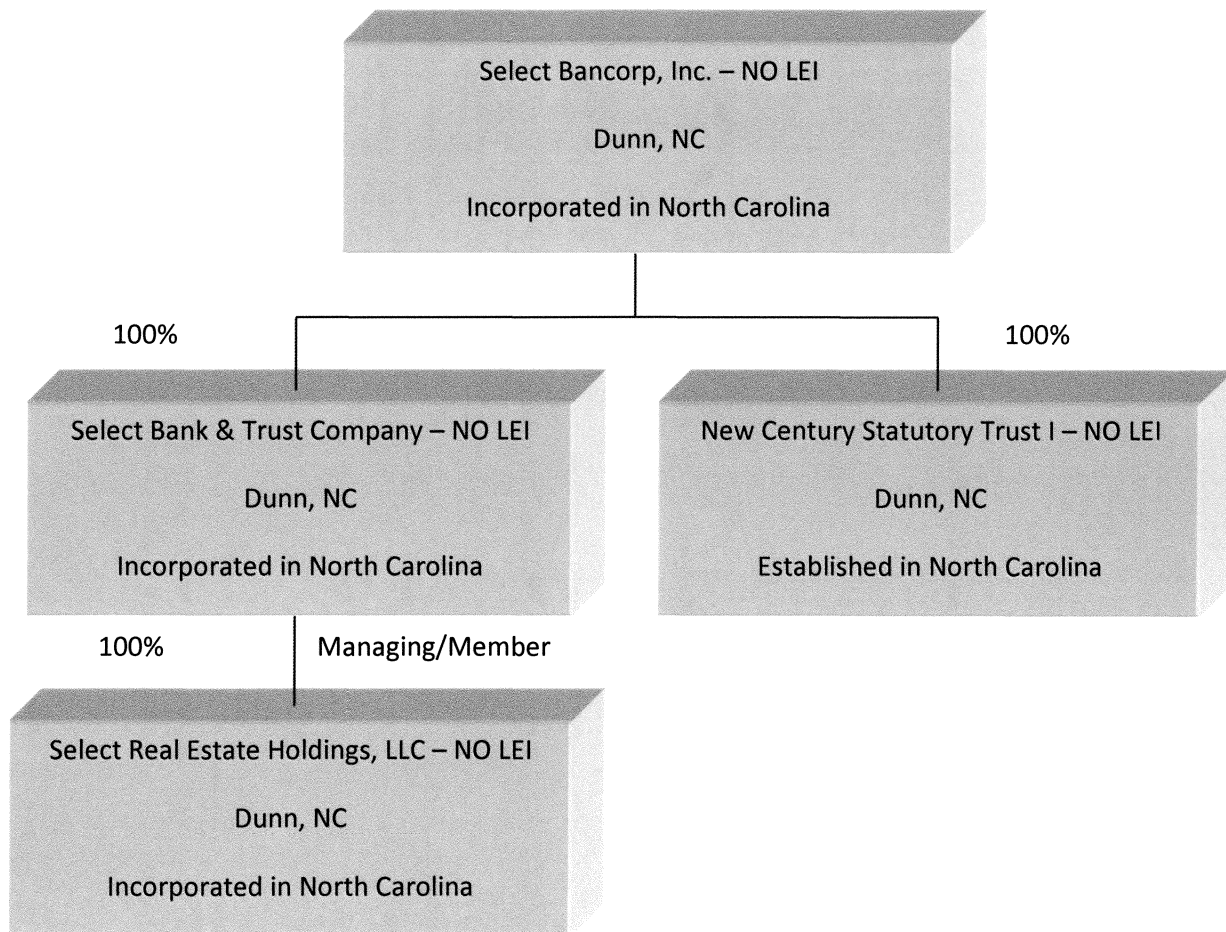 Select Bancorp, Inc. – NO LEI
Dunn, NC
Incorporated in North Carolina
100%
100%
Select Bank & Trust Company – NO LEI
Dunn, NC
Incorporated in North Carolina
New Century Statutory Trust I – NO LEI
Dunn, NC
Established in North Carolina
100%
Managing/Member
Select Real Estate Holdings, LLC – NO LEI
Dunn, NC
Incorporated in North Carolina